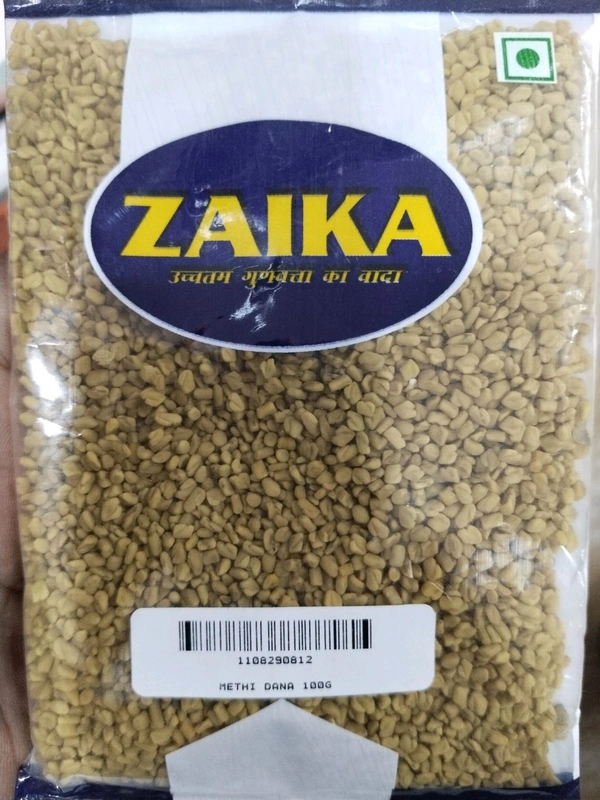 ZAIKA
उच्चतम गुणवत्ता का वादा
1108290812
METHI DANA 100G